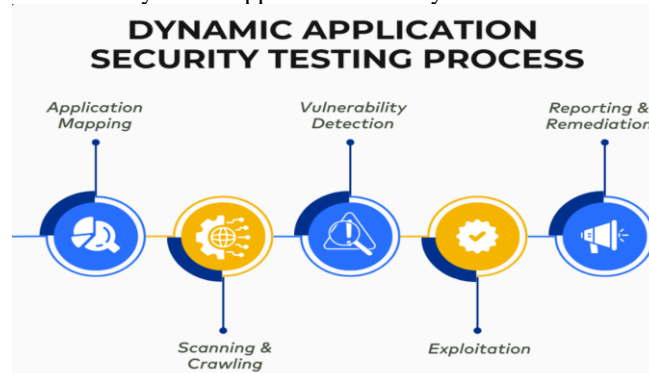 DYNAMIC APPLICATION
SECURITY TESTING PROCESS
Application
Mapping
Vulnerability
Detection
Reporting &
Remediation
Scanning &
Crawling
Exploitation